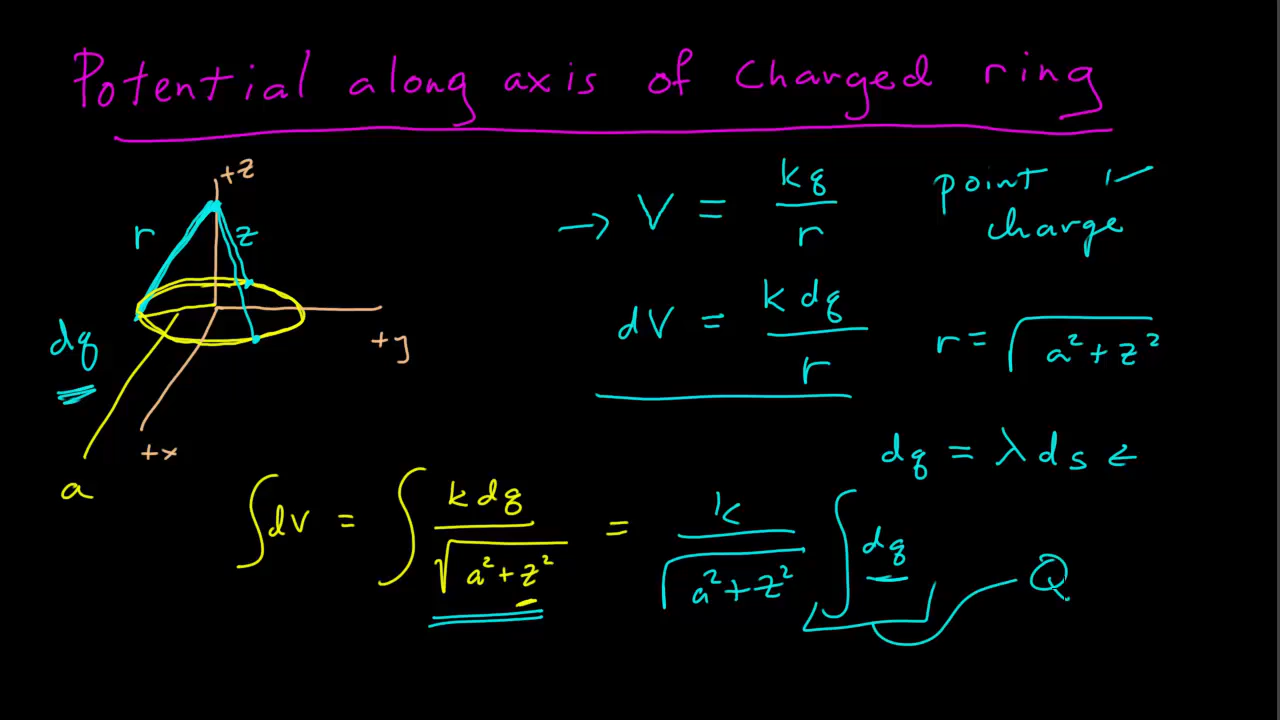 Potential along axis of charged ring
+z
r
z
dq
+y
+x
a
→ V = kq / r
point charge ✓
dV = k dq / r
r = √(a² + z²)
dq = λ ds ←
∫dV = ∫ k dq / √(a² + z²) = k / √(a² + z²) ∫ dq
Q